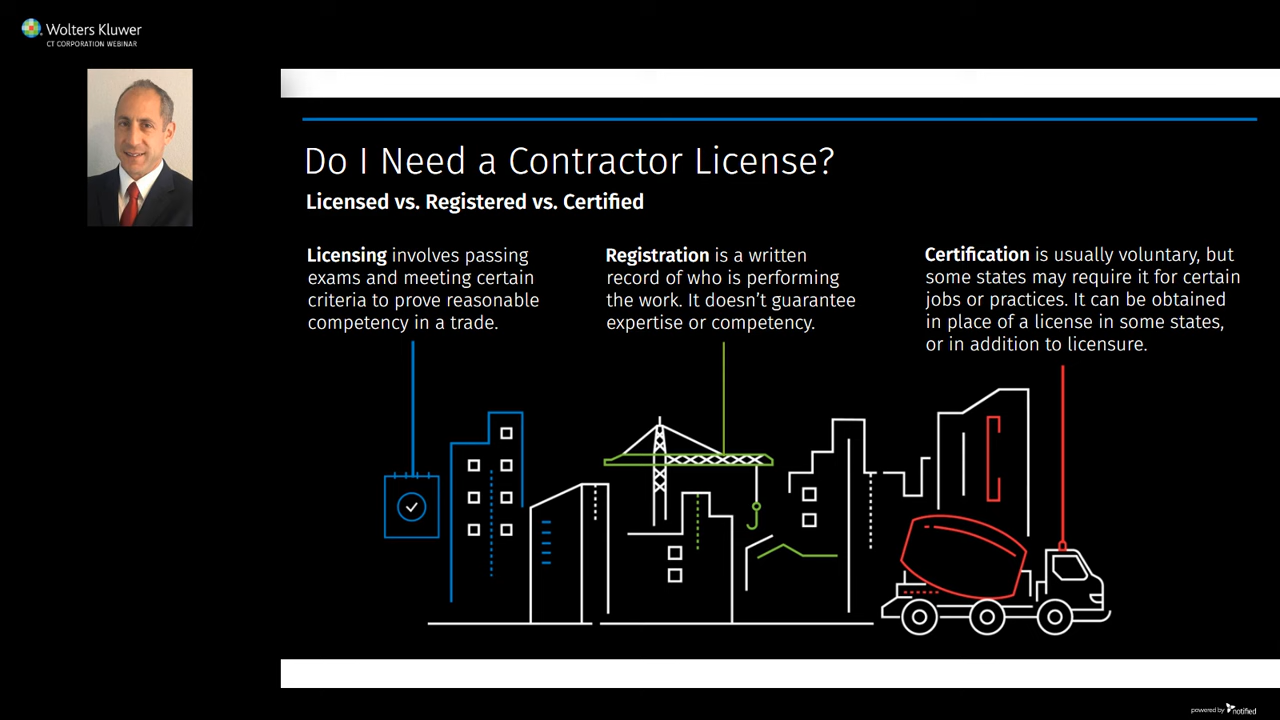 Wolters Kluwer
CT CORPORATION WEBINAR
Do I Need a Contractor License?
Licensed vs. Registered vs. Certified
Licensing involves passing
exams and meeting certain
criteria to prove reasonable
competency in a trade.
Registration is a written
record of who is performing
the work. It doesn't guarantee
expertise or competency.
Certification is usually voluntary, but
some states may require it for certain
jobs or practices. It can be obtained
in place of a license in some states,
or in addition to licensure.
powered by notified